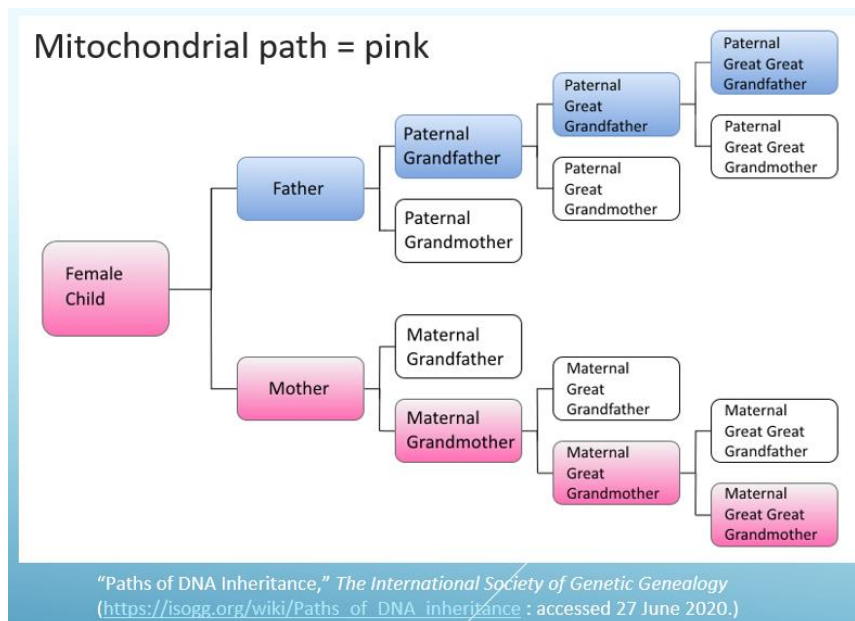 Mitochondrial path = pink
Paternal
Great Great
Grandfather
Paternal
Great
Grandfather
Paternal
Grandfather
Paternal
Great Great
Grandmother
Paternal
Great
Grandmother
Father
Paternal
Grandmother
Female
Child
Maternal
Grandfather
Mother
Maternal
Great
Grandfather
Maternal
Grandmother
Maternal
Great Great
Grandfather
Maternal
Great
Grandmother
Maternal
Great Great
Grandmother
“Paths of DNA Inheritance,” The International Society of Genetic Genealogy
(https://isogg.org/wiki/Paths_of_DNA_inheritance : accessed 27 June 2020.)